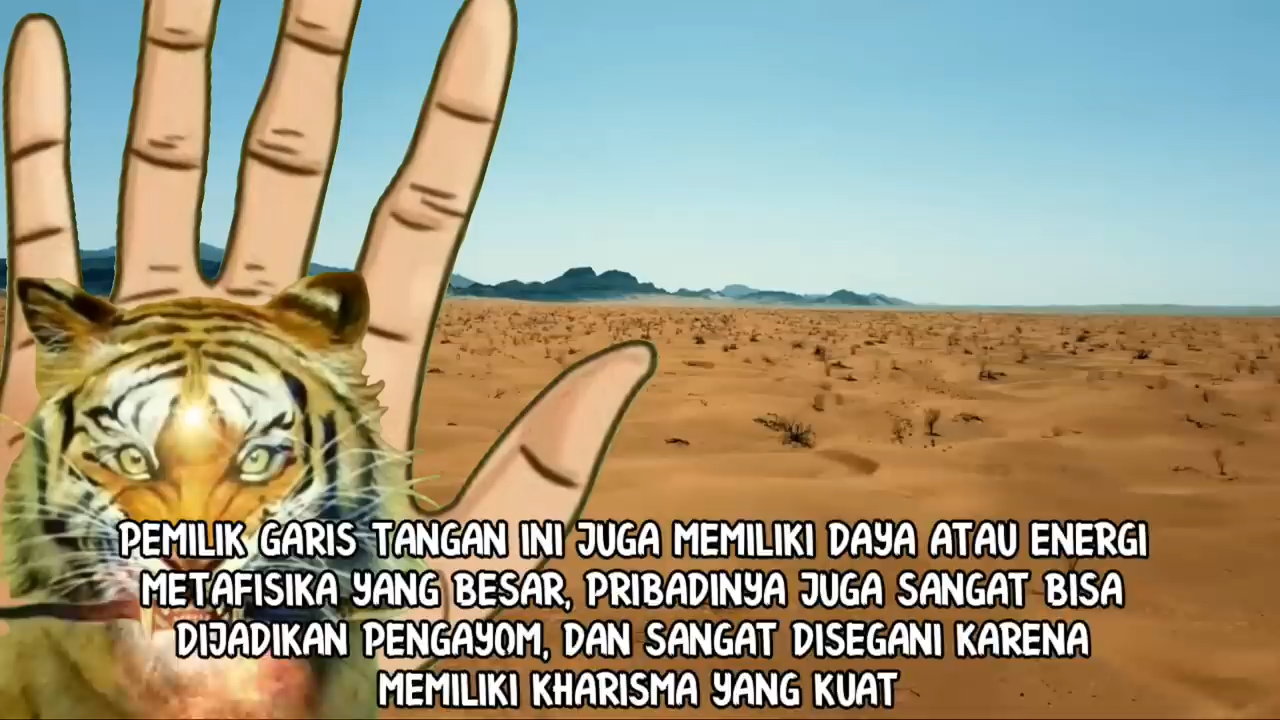 PEMILIK GARIS TANGAN INI JUGA MEMILIKI DAYA ATAU ENERGI
METAFISIKA YANG BESAR, PRIBADINYA JUGA SANGAT BISA
DIJADIKAN PENGAYOM, DAN SANGAT DISEGANI KARENA
MEMILIKI KHARISMA YANG KUAT